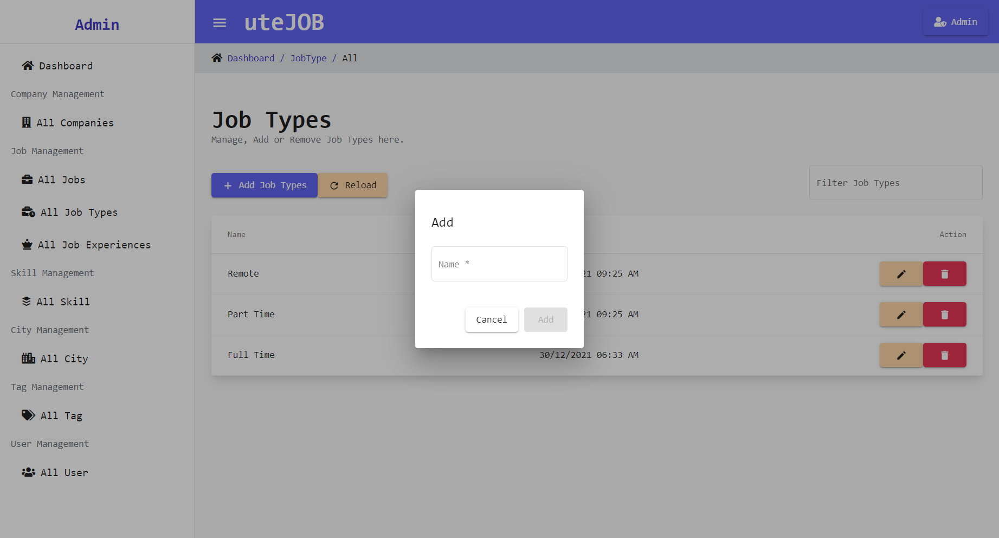 Admin
Dashboard
Company Management
All Companies
Job Management
All Jobs
All Job Types
All Job Experiences
Skill Management
All Skill
City Management
All City
Tag Management
All Tag
User Management
All User
uteJOB
Admin
Dashboard / JobType / All
Job Types
Manage, Add or Remove Job Types here.
Add Job Types
Reload
Filter Job Types
Name
Action
Remote
21 09:25 AM
Part Time
21 09:25 AM
Full Time
30/12/2021 06:33 AM
Add
Name *
Cancel
Add